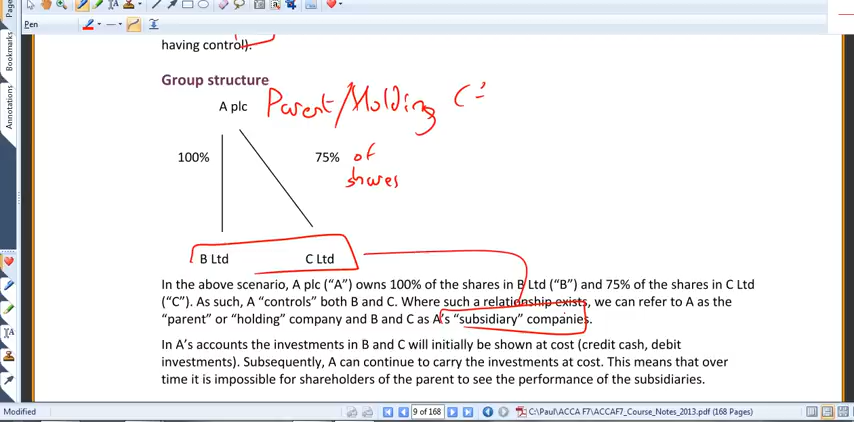 Pages
Pen
having control).
Bookmarks
Group structure
A plc Parent/Holding C=
100% 75% of
shares
Annotations
B Ltd C Ltd
In the above scenario, A plc (“A”) owns 100% of the shares in B Ltd (“B”) and 75% of the shares in C Ltd
(“C”). As such, A “controls” both B and C. Where such a relationship exists, we can refer to A as the
“parent” or “holding” company and B and C as A’s “subsidiary” companies.
In A’s accounts the investments in B and C will initially be shown at cost (credit cash, debit
investments). Subsequently, A can continue to carry the investments at cost. This means that over
time it is impossible for shareholders of the parent to see the performance of the subsidiaries.
Modified 9 of 168 C:\Paul\ACCA F7\ACCAF7_Course_Notes_2013.pdf (168 Pages)